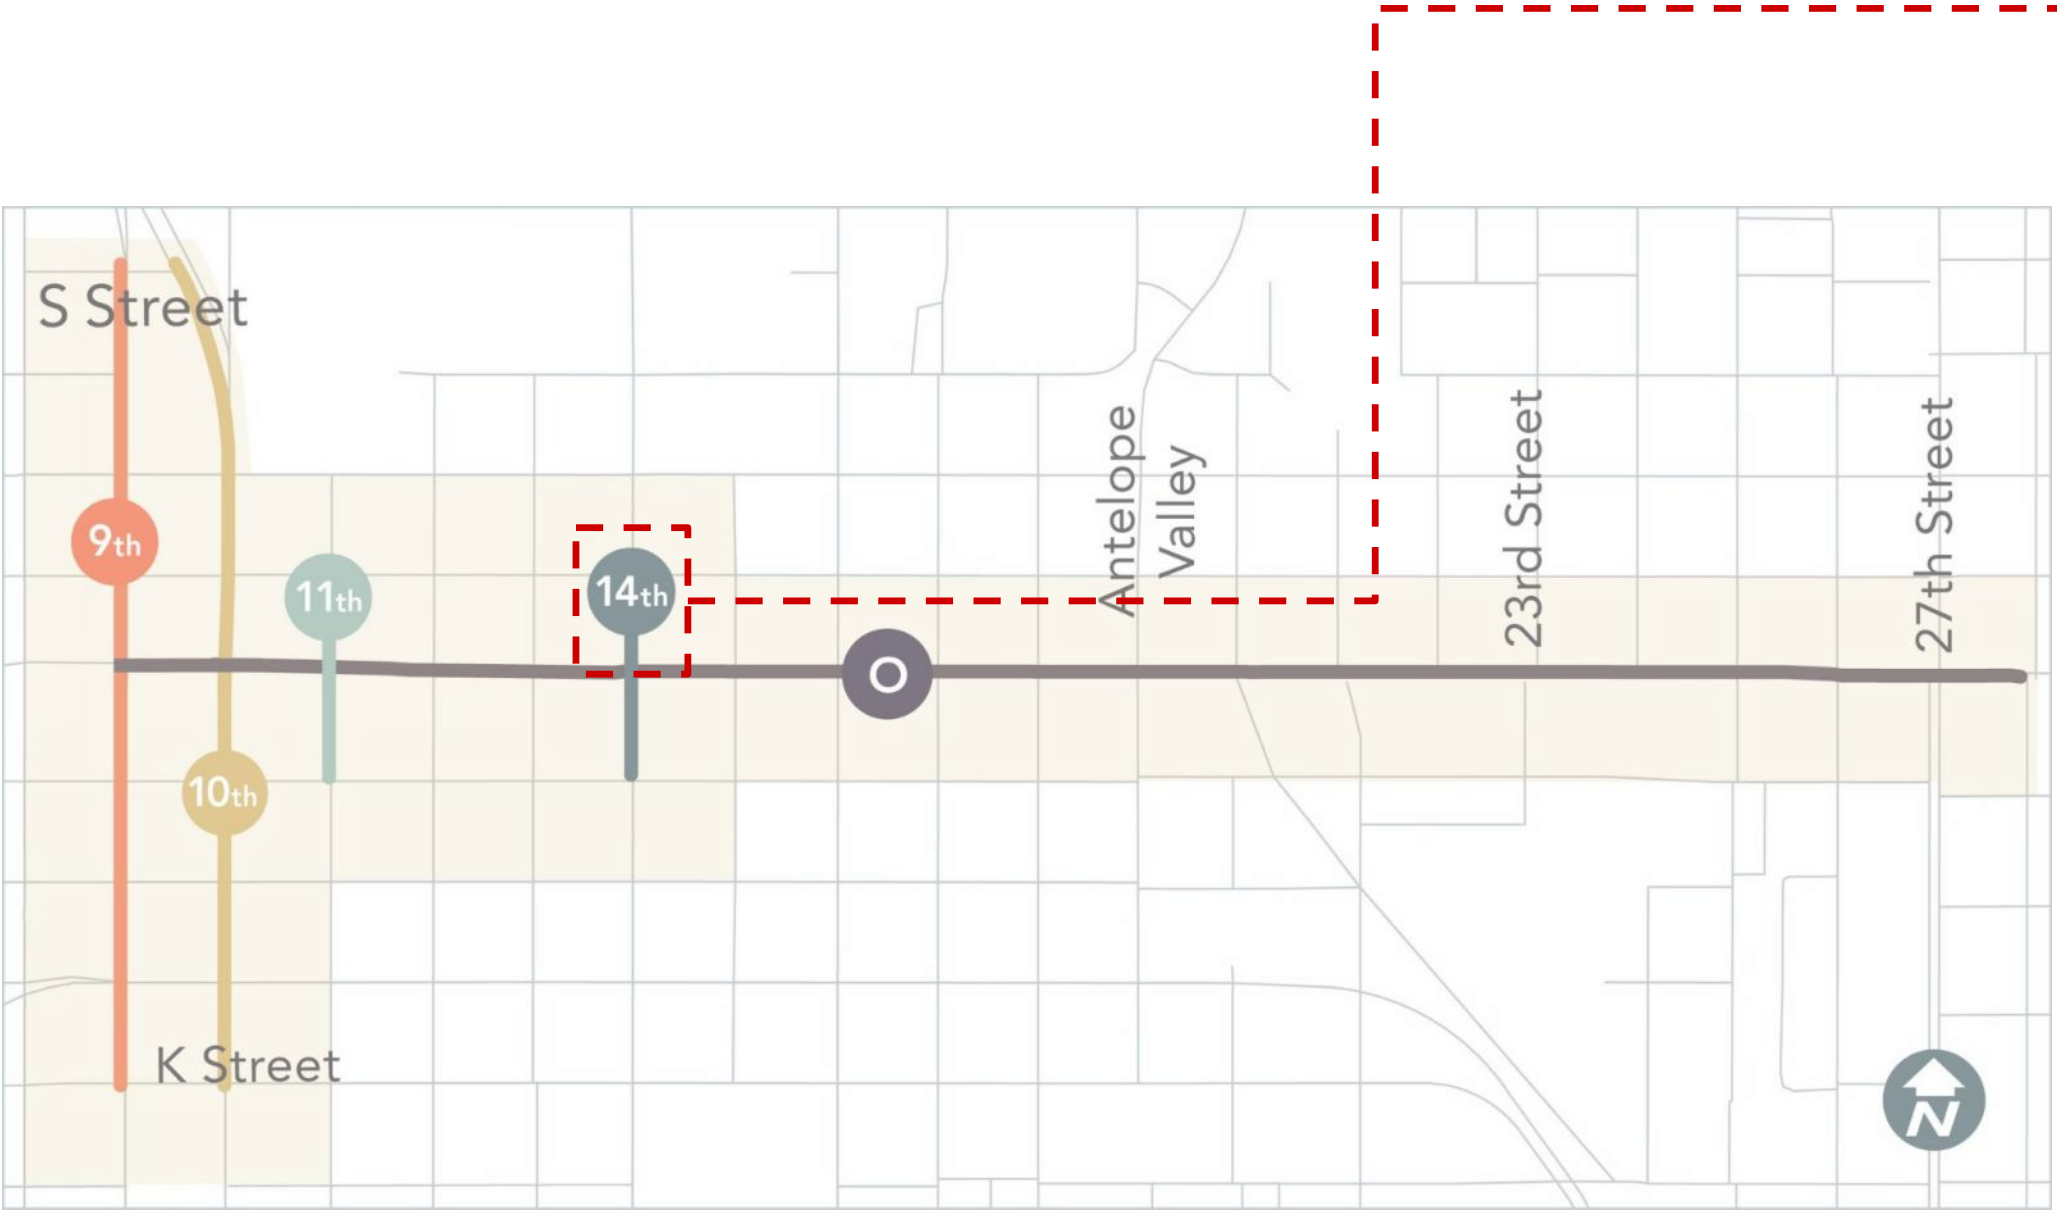 S Street
9th
11th
14th
Antelope
Valley
23rd Street
27th Street
O
10th
K Street
N